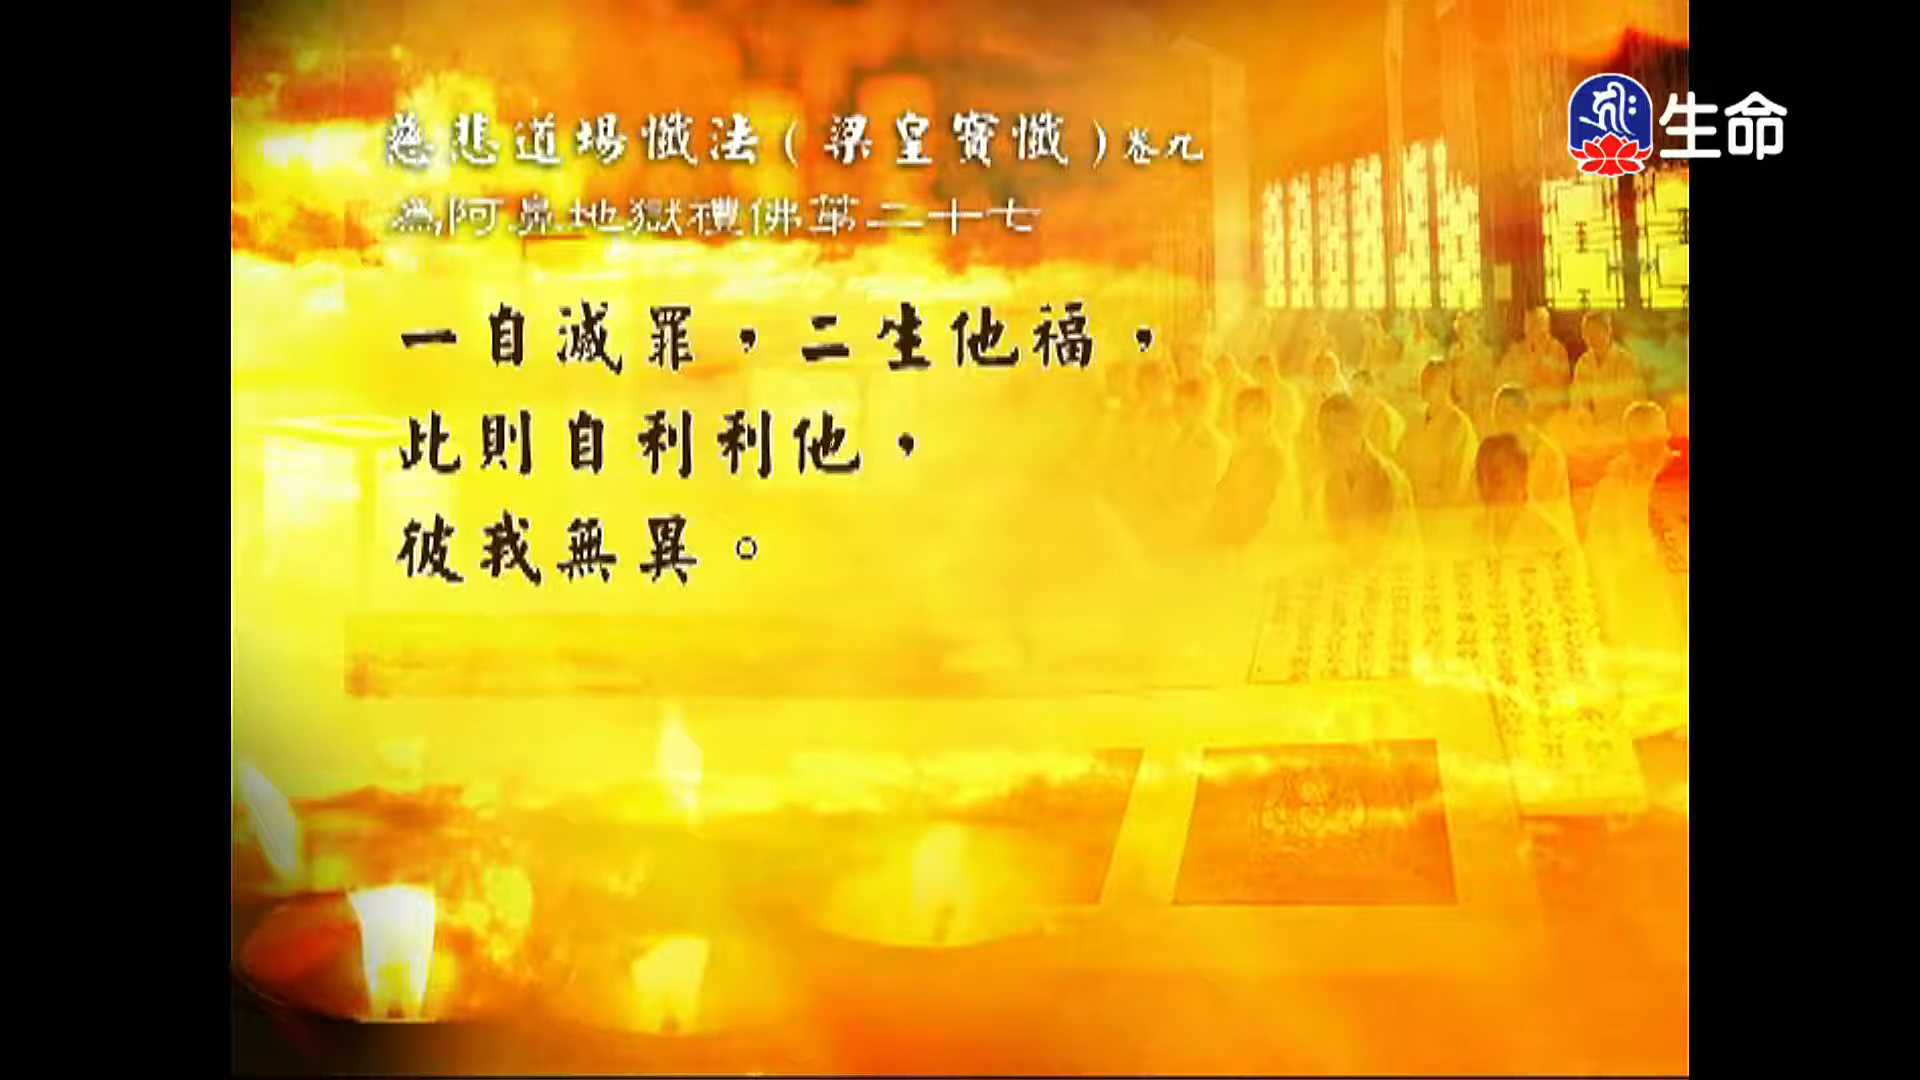 慈悲道場懺法(梁皇寶懺)卷九
為阿鼻地獄禮佛第二十七
一自滅罪，二生他福，
此則自利利他，
彼我無異。
生命